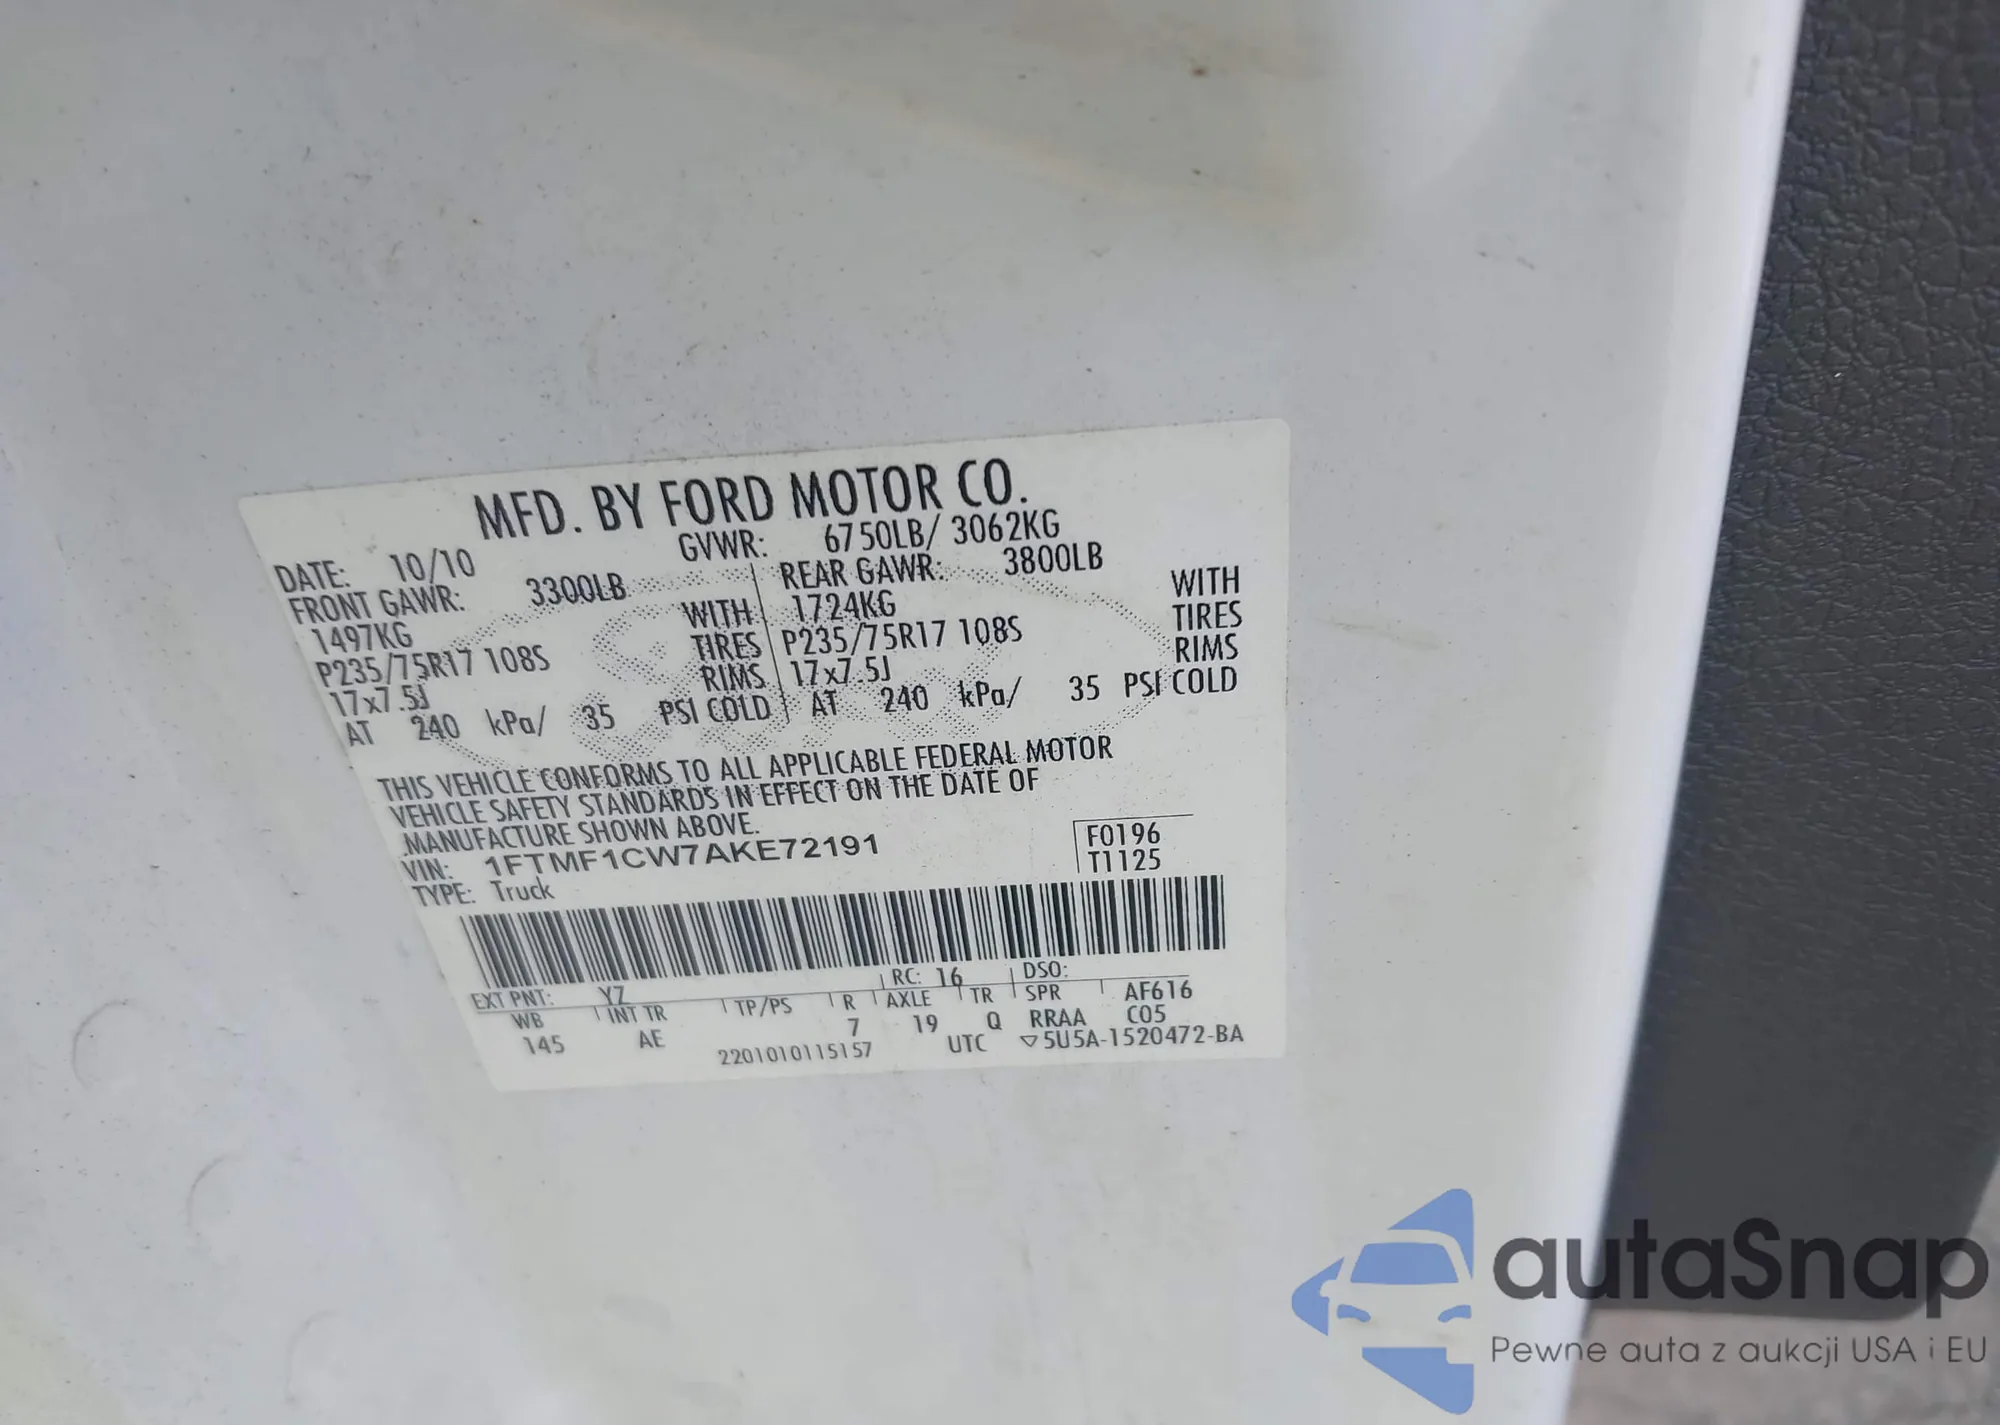 MFD. BY FORD MOTOR CO.
DATE: 10/10 GVWR: 6750LB/ 3062KG
FRONT GAWR: 3300LB REAR GAWR: 3800LB
1497KG WITH 1724KG WITH
P235/75R17 108S TIRES P235/75R17 108S TIRES
17x7.5J RIMS 17x7.5J RIMS
AT 240 kPa/ 35 PSI COLD AT 240 kPa/ 35 PSI COLD
THIS VEHICLE CONFORMS TO ALL APPLICABLE FEDERAL MOTOR
VEHICLE SAFETY STANDARDS IN EFFECT ON THE DATE OF
MANUFACTURE SHOWN ABOVE.
VIN: 1FTMF1CW7AKE72191 F0196
TYPE: Truck T1125
EXT PNT: YZ RC: 16 DSO:
WB INT TR TP/PS R AXLE TR SPR AF616
145 AE 7 19 Q RRAA C05
2201010115157 UTC ▽5U5A-1520472-BA
autaSnap
Pewne auta z aukcji USA i EU